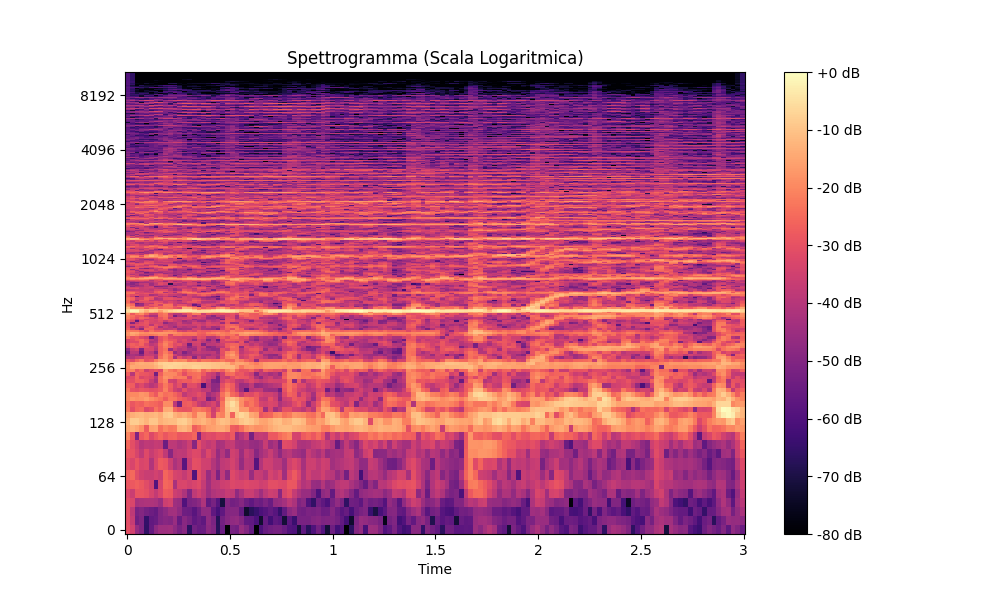 Spettrogramma (Scala Logaritmica)
8192
4096
2048
1024
512
256
128
64
0
Hz
0
0.5
1
1.5
2
2.5
3
Time
+0 dB
-10 dB
-20 dB
-30 dB
-40 dB
-50 dB
-60 dB
-70 dB
-80 dB